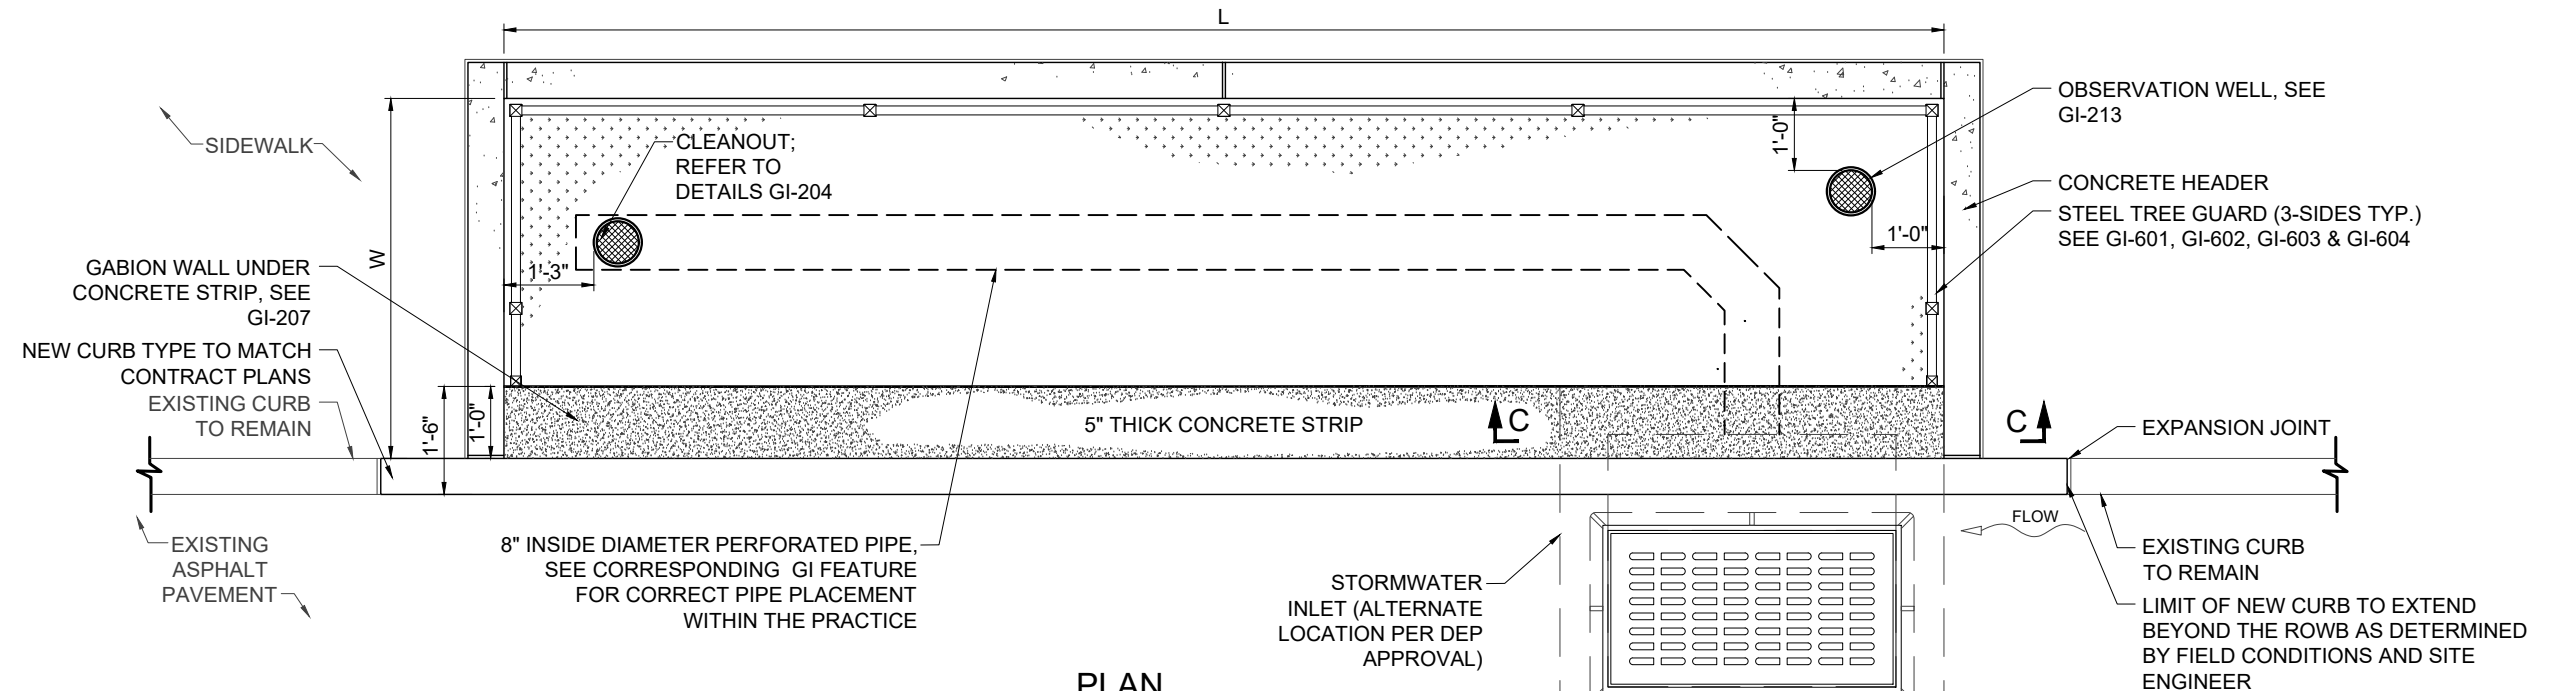 L
SIDEWALK
CLEANOUT;
REFER TO
DETAILS GI-204
1'-0"
OBSERVATION WELL, SEE
GI-213
CONCRETE HEADER
STEEL TREE GUARD (3-SIDES TYP.)
SEE GI-601, GI-602, GI-603 & GI-604
1'-0"
W
1'-3"
GABION WALL UNDER
CONCRETE STRIP, SEE
GI-207
NEW CURB TYPE TO MATCH
CONTRACT PLANS
EXISTING CURB
TO REMAIN
1'-6"
1'-0"
5" THICK CONCRETE STRIP
C
C
EXPANSION JOINT
FLOW
EXISTING
ASPHALT
PAVEMENT
8" INSIDE DIAMETER PERFORATED PIPE,
SEE CORRESPONDING GI FEATURE
FOR CORRECT PIPE PLACEMENT
WITHIN THE PRACTICE
STORMWATER
INLET (ALTERNATE
LOCATION PER DEP
APPROVAL)
EXISTING CURB
TO REMAIN
LIMIT OF NEW CURB TO EXTEND
BEYOND THE ROWB AS DETERMINED
BY FIELD CONDITIONS AND SITE
ENGINEER
PLAN